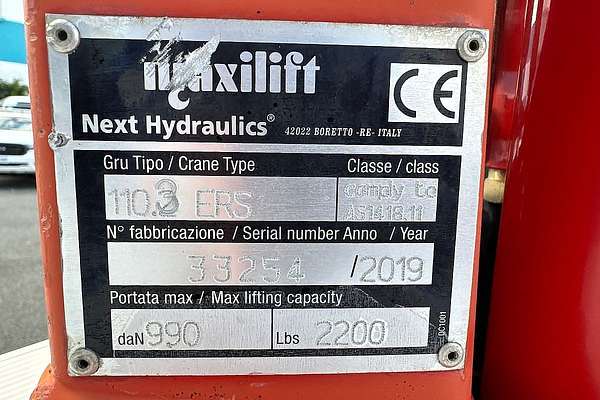 maxilift
CE
Next Hydraulics® 42022 BORETTO -RE- ITALY
Gru Tipo / Crane Type Classe / class
110.3 ERS comply to
AS1418.11
N° fabbricazione / Serial number Anno / Year
33254 /2019
Portata max / Max lifting capacity
daN 990 Lbs 2200
DC1001